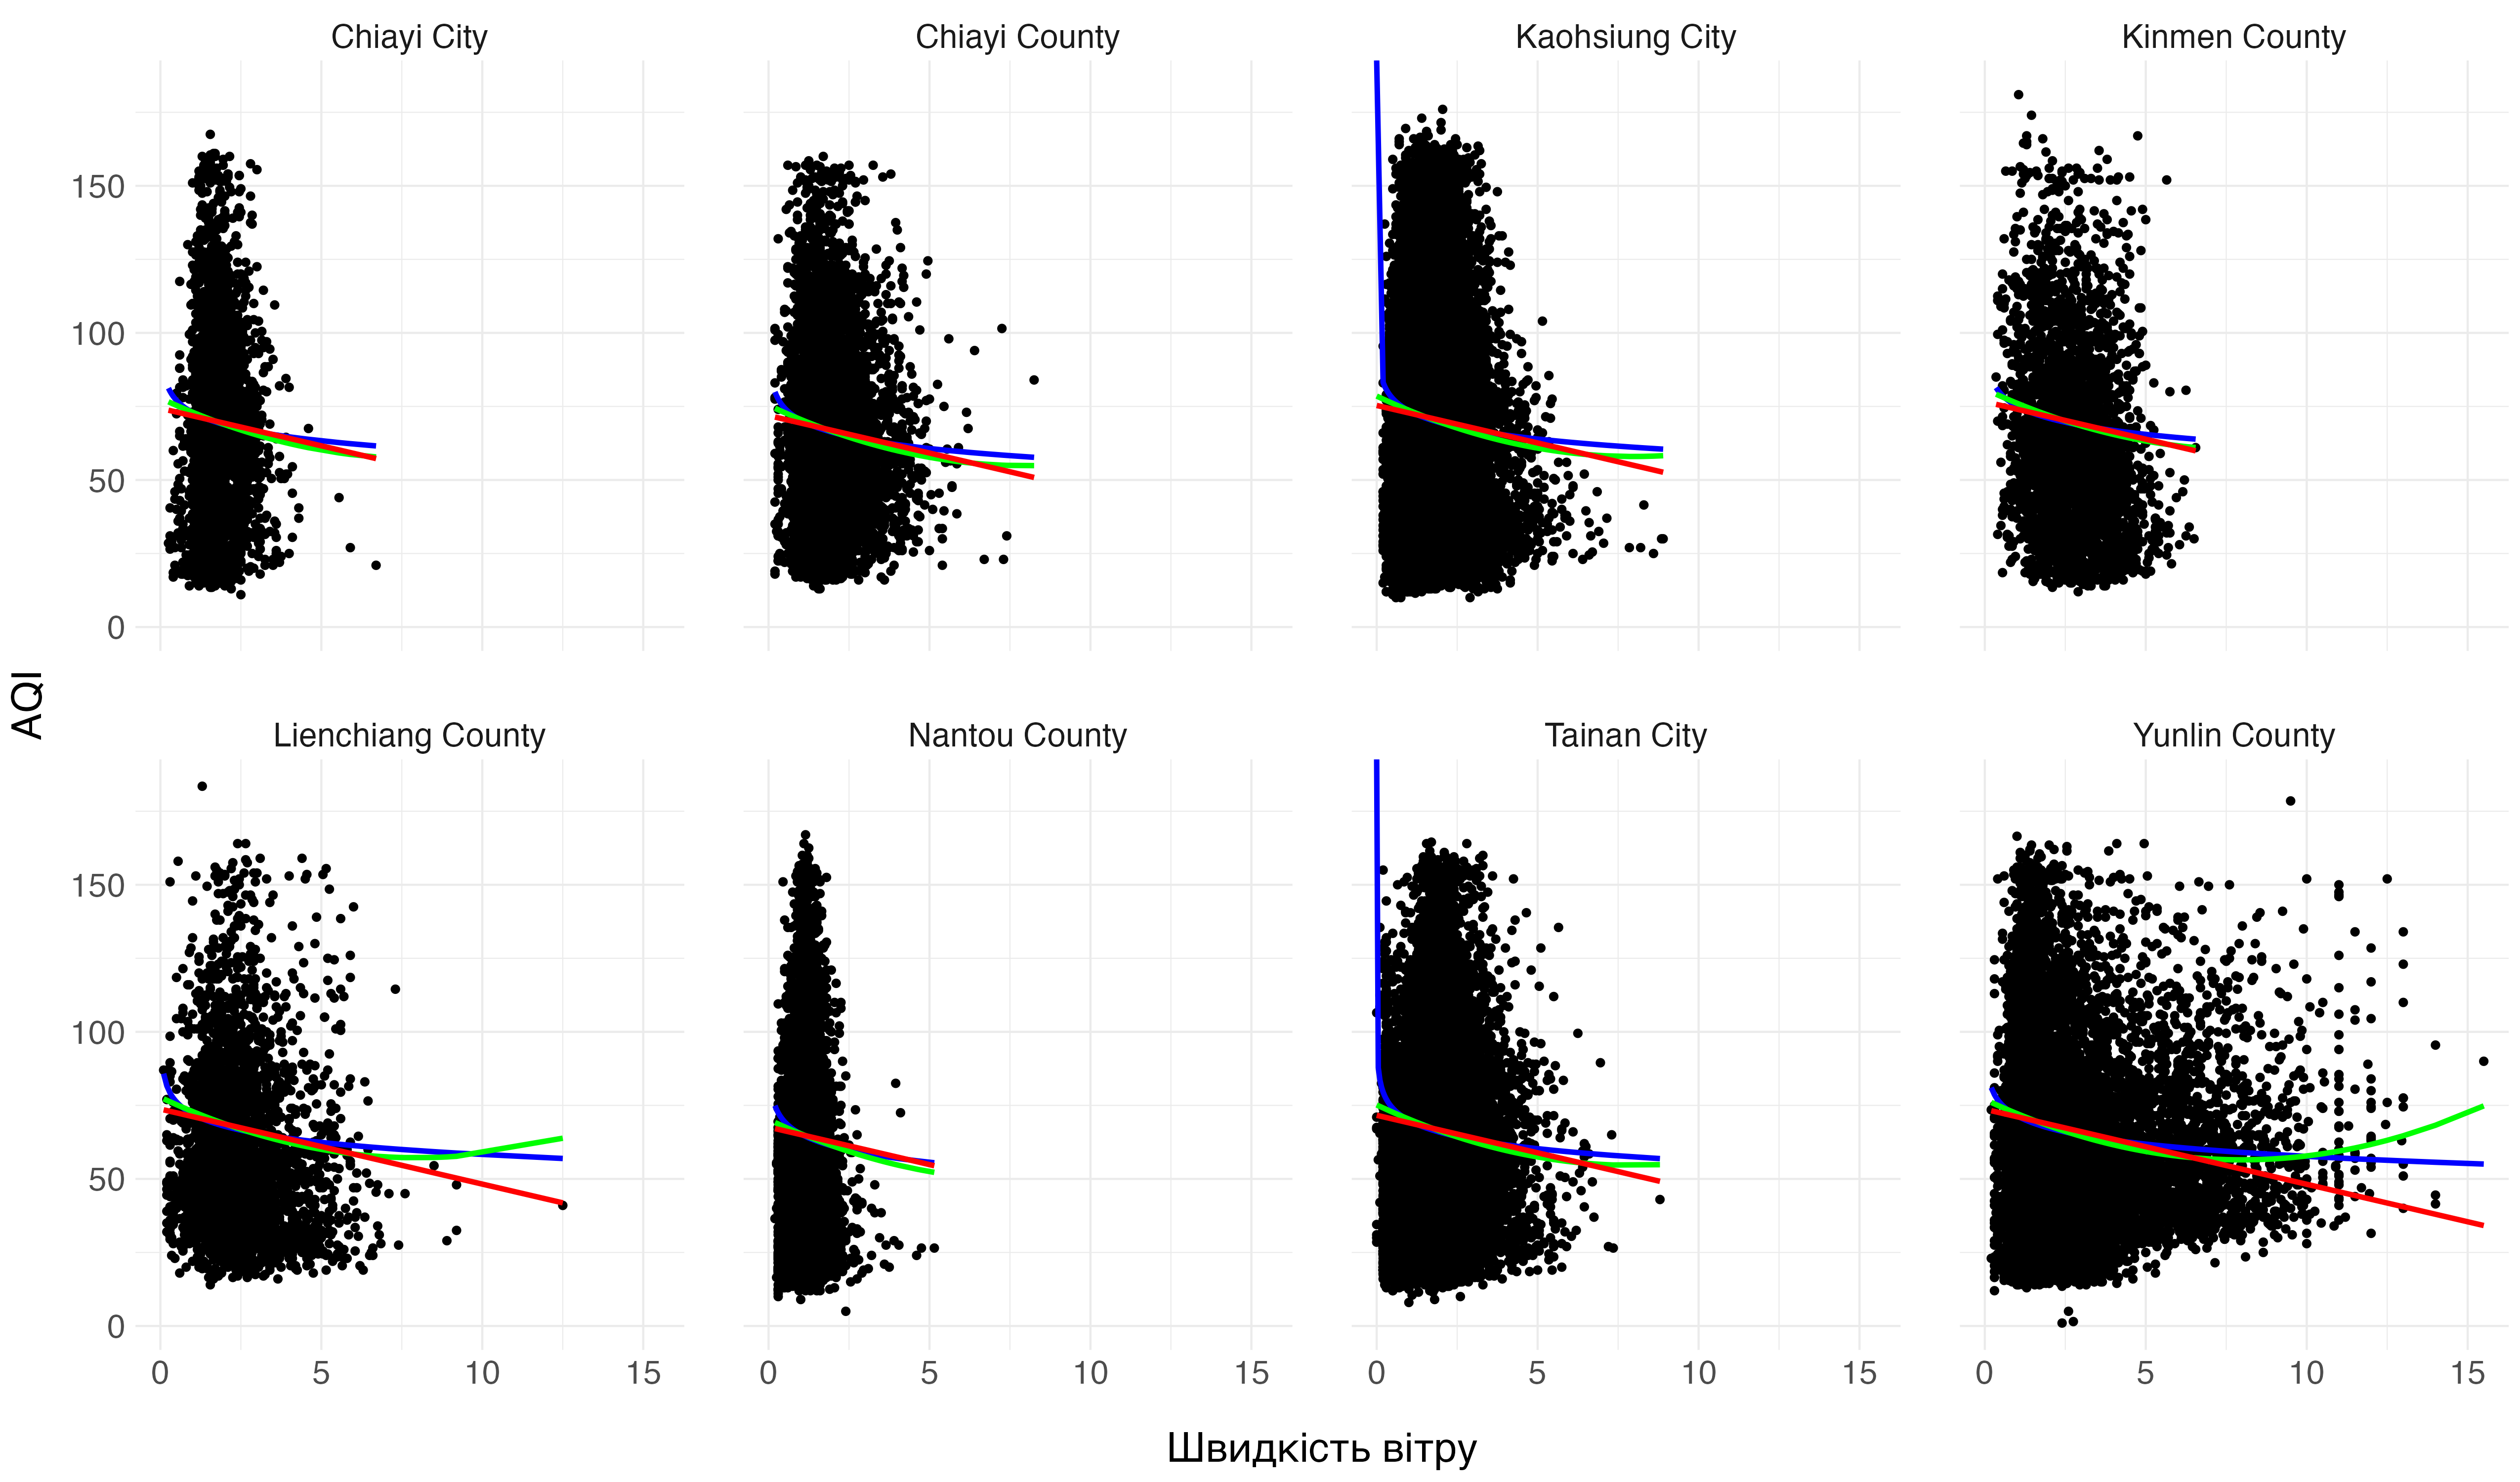 Chiayi City
Chiayi County
Kaohsiung City
Kinmen County
150
100
50
0
AQI
Lienchiang County
Nantou County
Tainan City
Yunlin County
150
100
50
0
0 5 10 15
0 5 10 15
0 5 10 15
0 5 10 15
Швидкість вітру